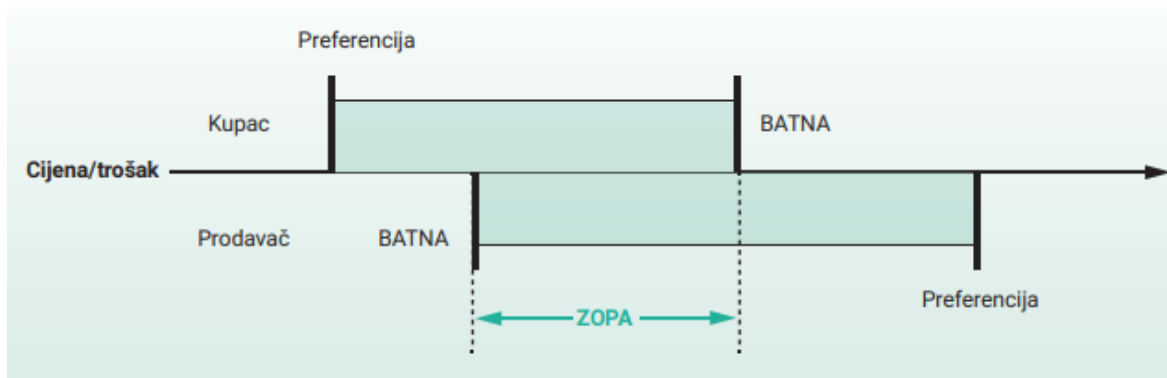 Preferencija
Kupac
BATNA
Cijena/trošak
Prodavač
BATNA
Preferencija
ZOPA